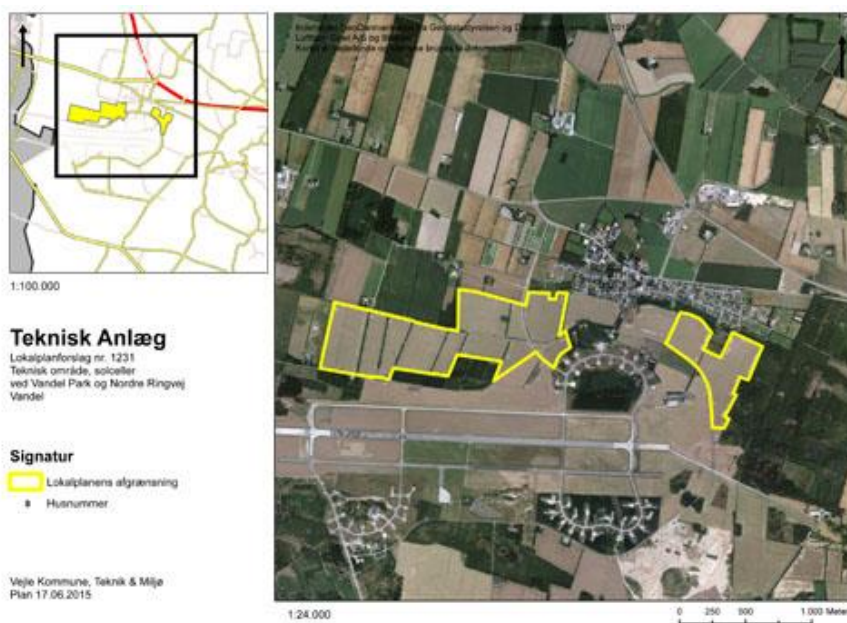 1:100.000
Teknisk Anlæg
Lokalplanforslag nr. 1231
Teknisk område, solceller
ved Vandel Park og Nordre Ringvej
Vandel
Signatur
Lokalplanens afgrænsning
Husnummer
Vejle Kommune, Teknik & Miljø
Plan 17.06.2015
1:24.000
0 250 500 1.000 Meter